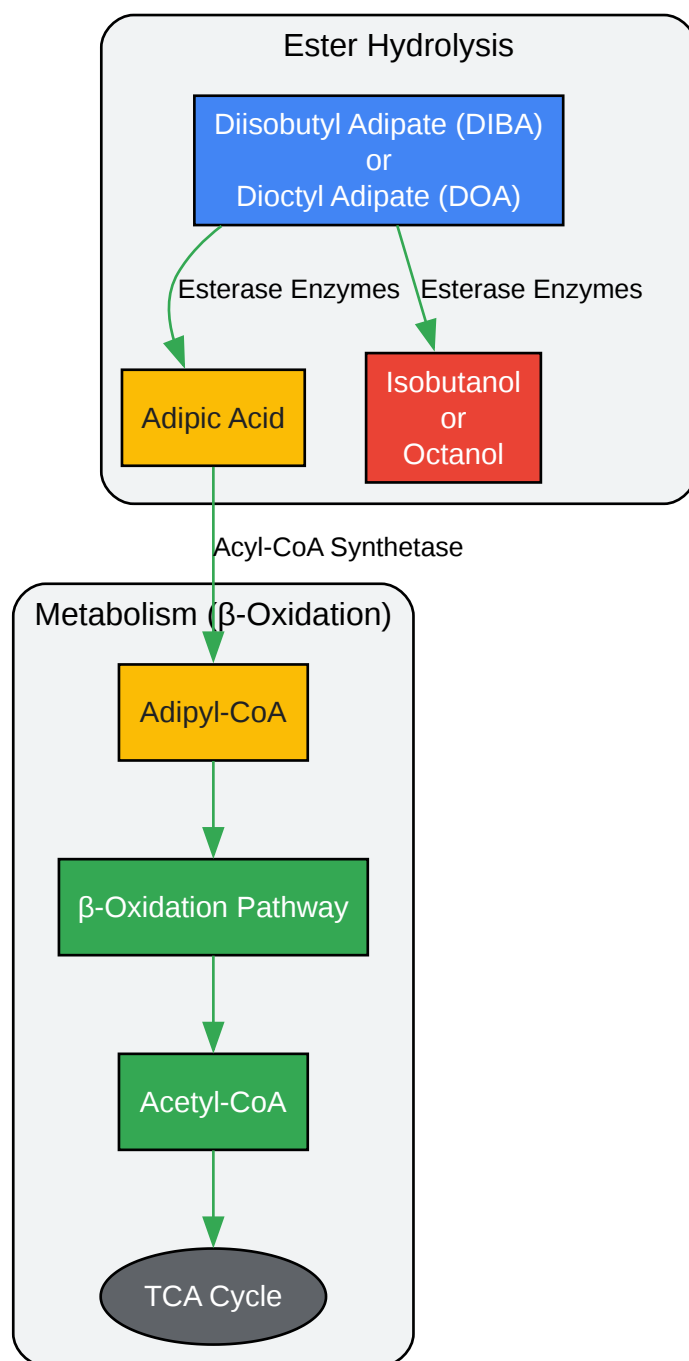 Ester Hydrolysis
Diisobutyl Adipate (DIBA)
or
Dioctyl Adipate (DOA)
Esterase Enzymes
Esterase Enzymes
Adipic Acid
Isobutanol
or
Octanol
Acyl-CoA Synthetase
Metabolism (β-Oxidation)
Adipyl-CoA
β-Oxidation Pathway
Acetyl-CoA
TCA Cycle